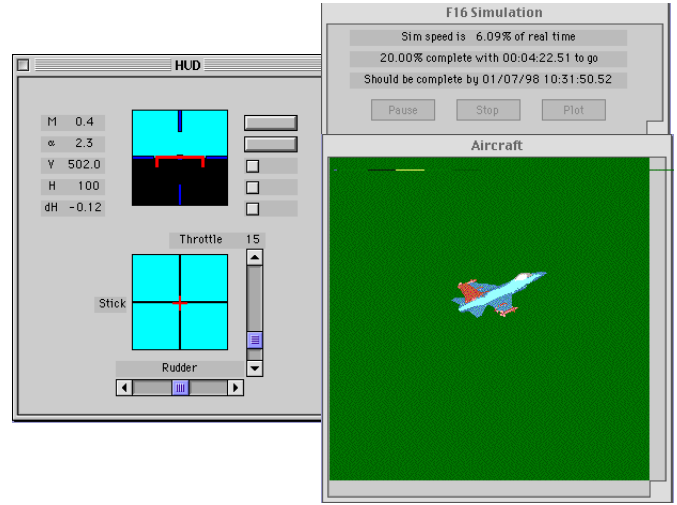 HUD
M 0.4
α 2.3
V 502.0
H 100
dH -0.12
Throttle 15
Stick
Rudder
F16 Simulation
Sim speed is 6.09% of real time
20.00% complete with 00:04:22.51 to go
Should be complete by 01/07/98 10:31:50.52
Pause Stop Plot
Aircraft